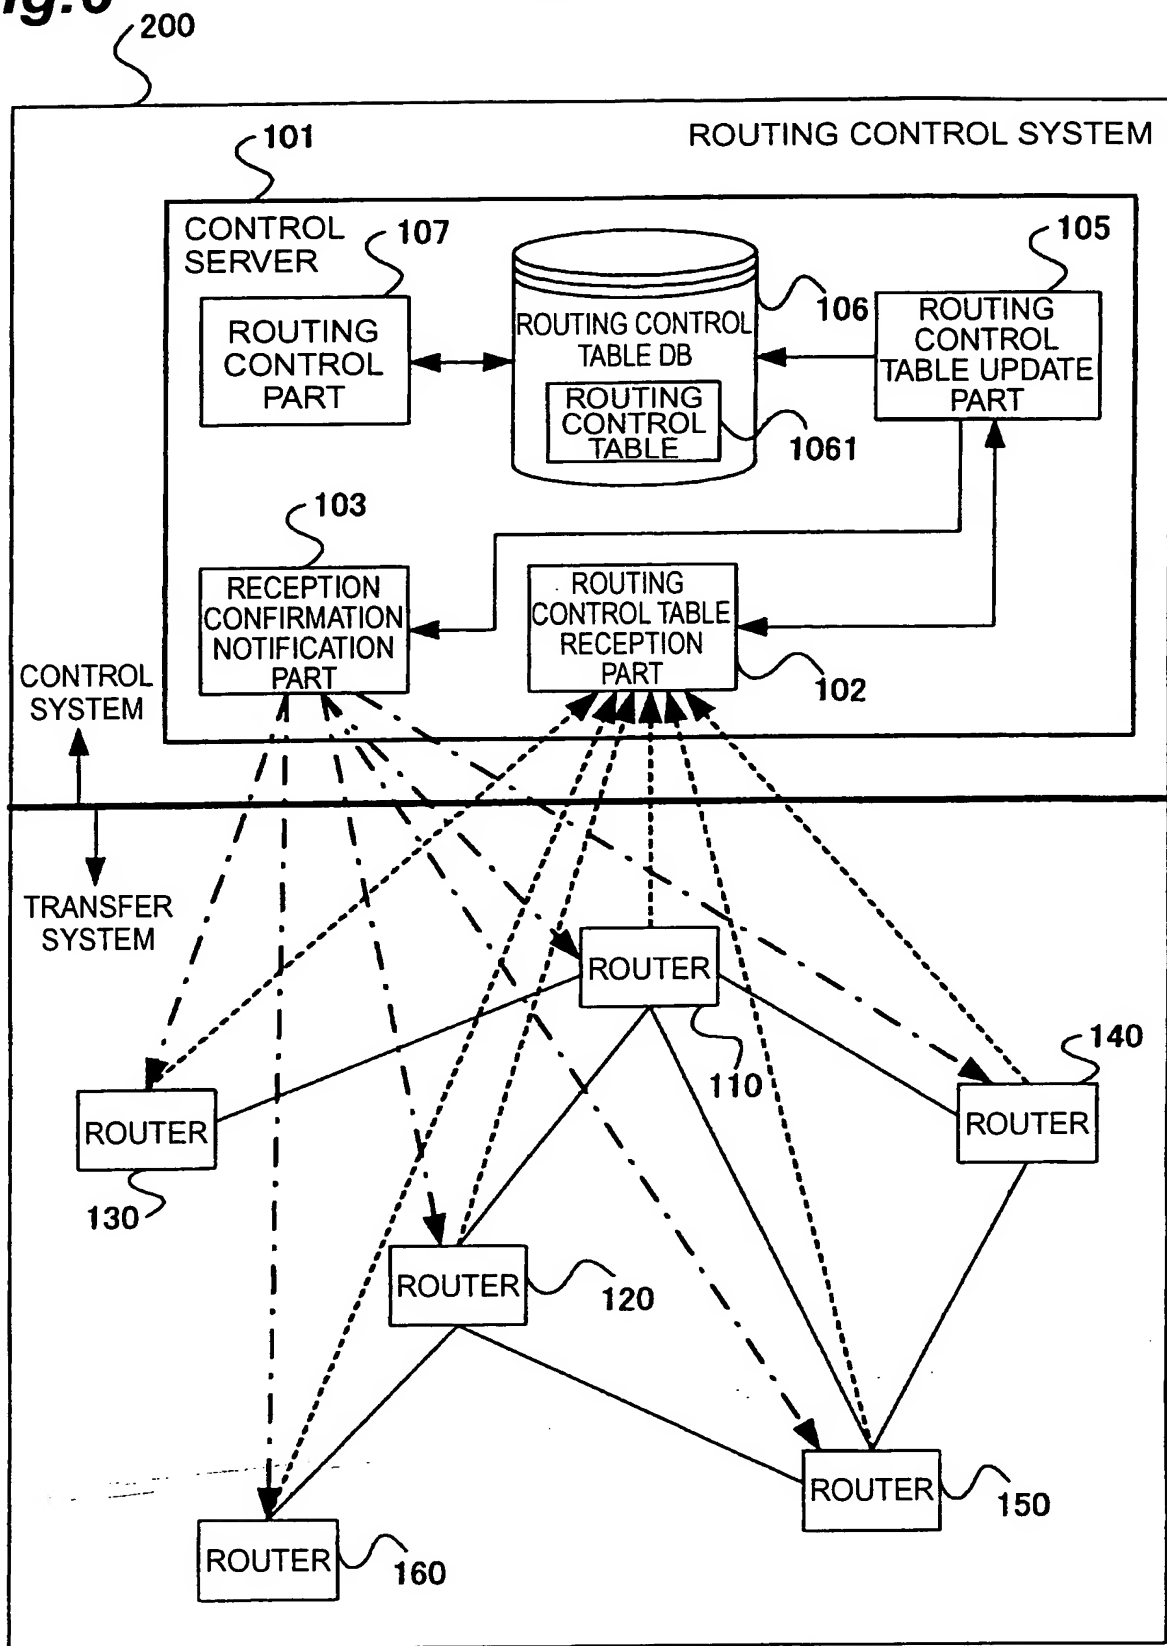 200
ROUTING CONTROL SYSTEM
101
CONTROL
SERVER
107
ROUTING
CONTROL
PART
ROUTING CONTROL
TABLE DB
106
ROUTING
CONTROL
TABLE
1061
105
ROUTING
CONTROL
TABLE UPDATE
PART
103
RECEPTION
CONFIRMATION
NOTIFICATION
PART
ROUTING
CONTROL TABLE
RECEPTION
PART
102
CONTROL
SYSTEM
TRANSFER
SYSTEM
ROUTER
110
140
ROUTER
ROUTER
130
ROUTER
120
ROUTER
150
ROUTER
160